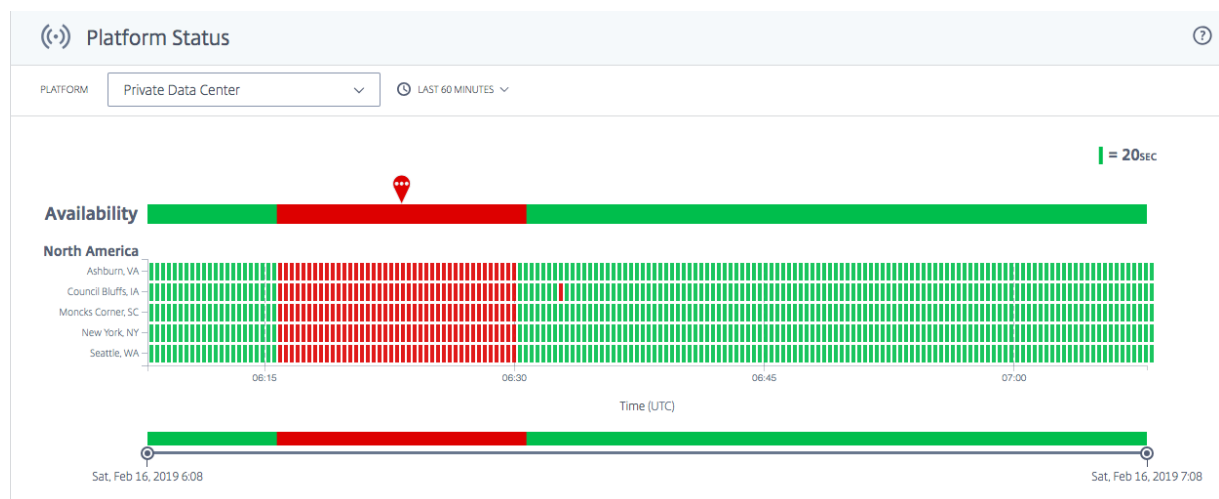 Platform Status
?
PLATFORM Private Data Center LAST 60 MINUTES
= 20SEC
Availability
North America
Ashburn, VA
Council Bluffs, IA
Moncks Corner, SC
New York, NY
Seattle, WA
06:15 06:30 06:45 07:00
Time (UTC)
Sat, Feb 16, 2019 6:08 Sat, Feb 16, 2019 7:08